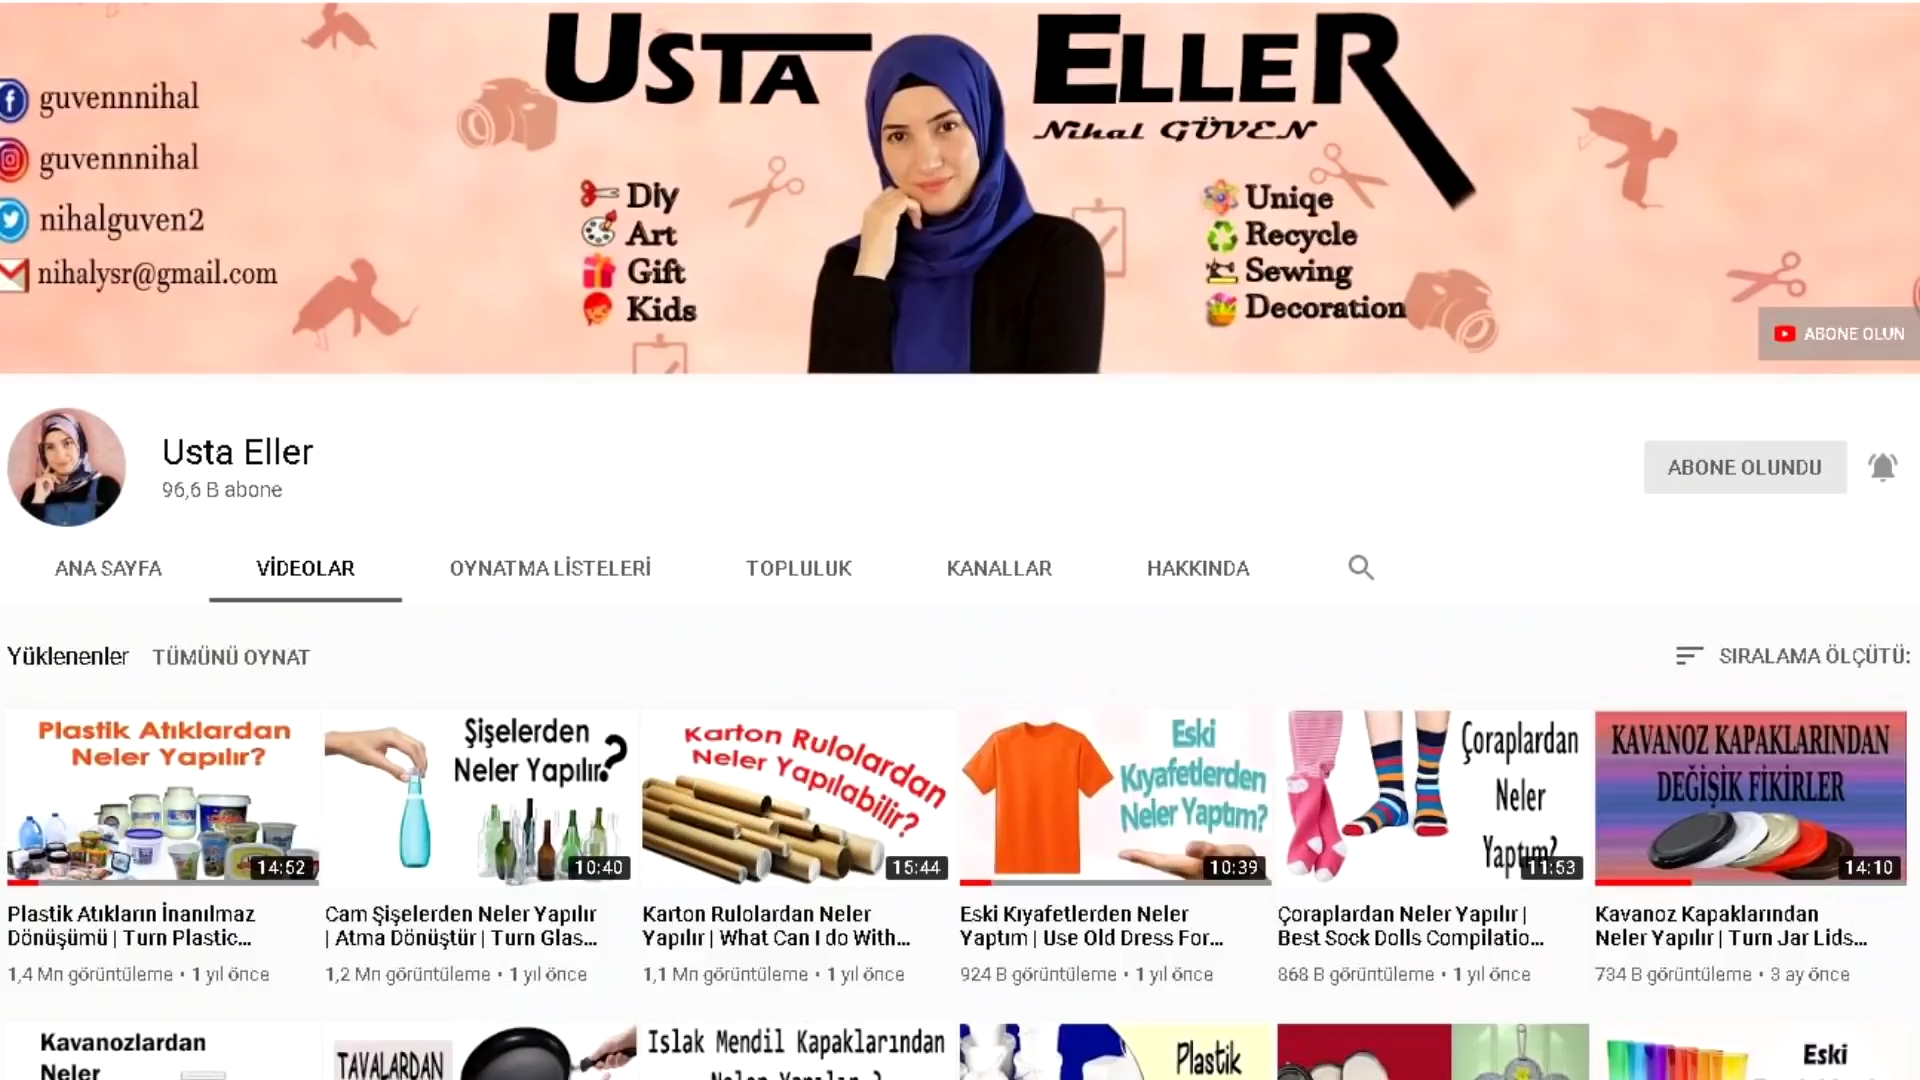 USTA ELLER
Nihal GÜVEN
guvennnihal
guvennnihal
nihalguven2
nihalysr@gmail.com
Diy
Art
Gift
Kids
Uniqe
Recycle
Sewing
Decoration
ABONE OLUN
Usta Eller
96,6 B abone
ABONE OLUNDU
ANA SAYFA
VİDEOLAR
OYNATMA LİSTELERİ
TOPLULUK
KANALLAR
HAKKINDA
Yüklenenler
TÜMÜNÜ OYNAT
SIRALAMA ÖLÇÜTÜ:
Plastik Atıklardan
Neler Yapılır?
14:52
Plastik Atıkların İnanılmaz
Dönüşümü | Turn Plastic...
1,4 Mn görüntüleme • 1 yıl önce
Şişelerden
Neler Yapılır?
10:40
Cam Şişelerden Neler Yapılır
| Atma Dönüştür | Turn Glas...
1,2 Mn görüntüleme • 1 yıl önce
Karton Rulolardan
Neler Yapılabilir?
15:44
Karton Rulolardan Neler
Yapılır | What Can I do With...
1,1 Mn görüntüleme • 1 yıl önce
Eski
Kıyafetlerden
Neler Yaptım?
10:39
Eski Kıyafetlerden Neler
Yaptım | Use Old Dress For...
924 B görüntüleme • 1 yıl önce
Çoraplardan
Neler
Yaptım?
11:53
Çoraplardan Neler Yapılır |
Best Sock Dolls Compilatio...
868 B görüntüleme • 1 yıl önce
KAVANOZ KAPAKLARINDAN
DEĞİŞİK FİKİRLER
14:10
Kavanoz Kapaklarından
Neler Yapılır | Turn Jar Lids...
734 B görüntüleme • 3 ay önce
Kavanozlardan
Neler
TAVALARDAN
Islak Mendil Kapaklarından
Plastik
Eski